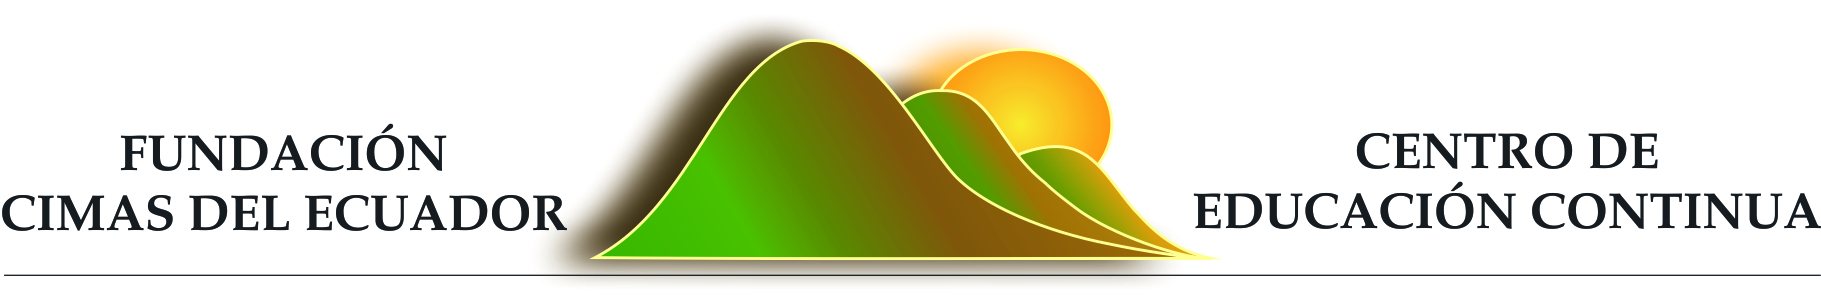 FUNDACIÓN
CIMAS DEL ECUADOR
CENTRO DE
EDUCACIÓN CONTINUA